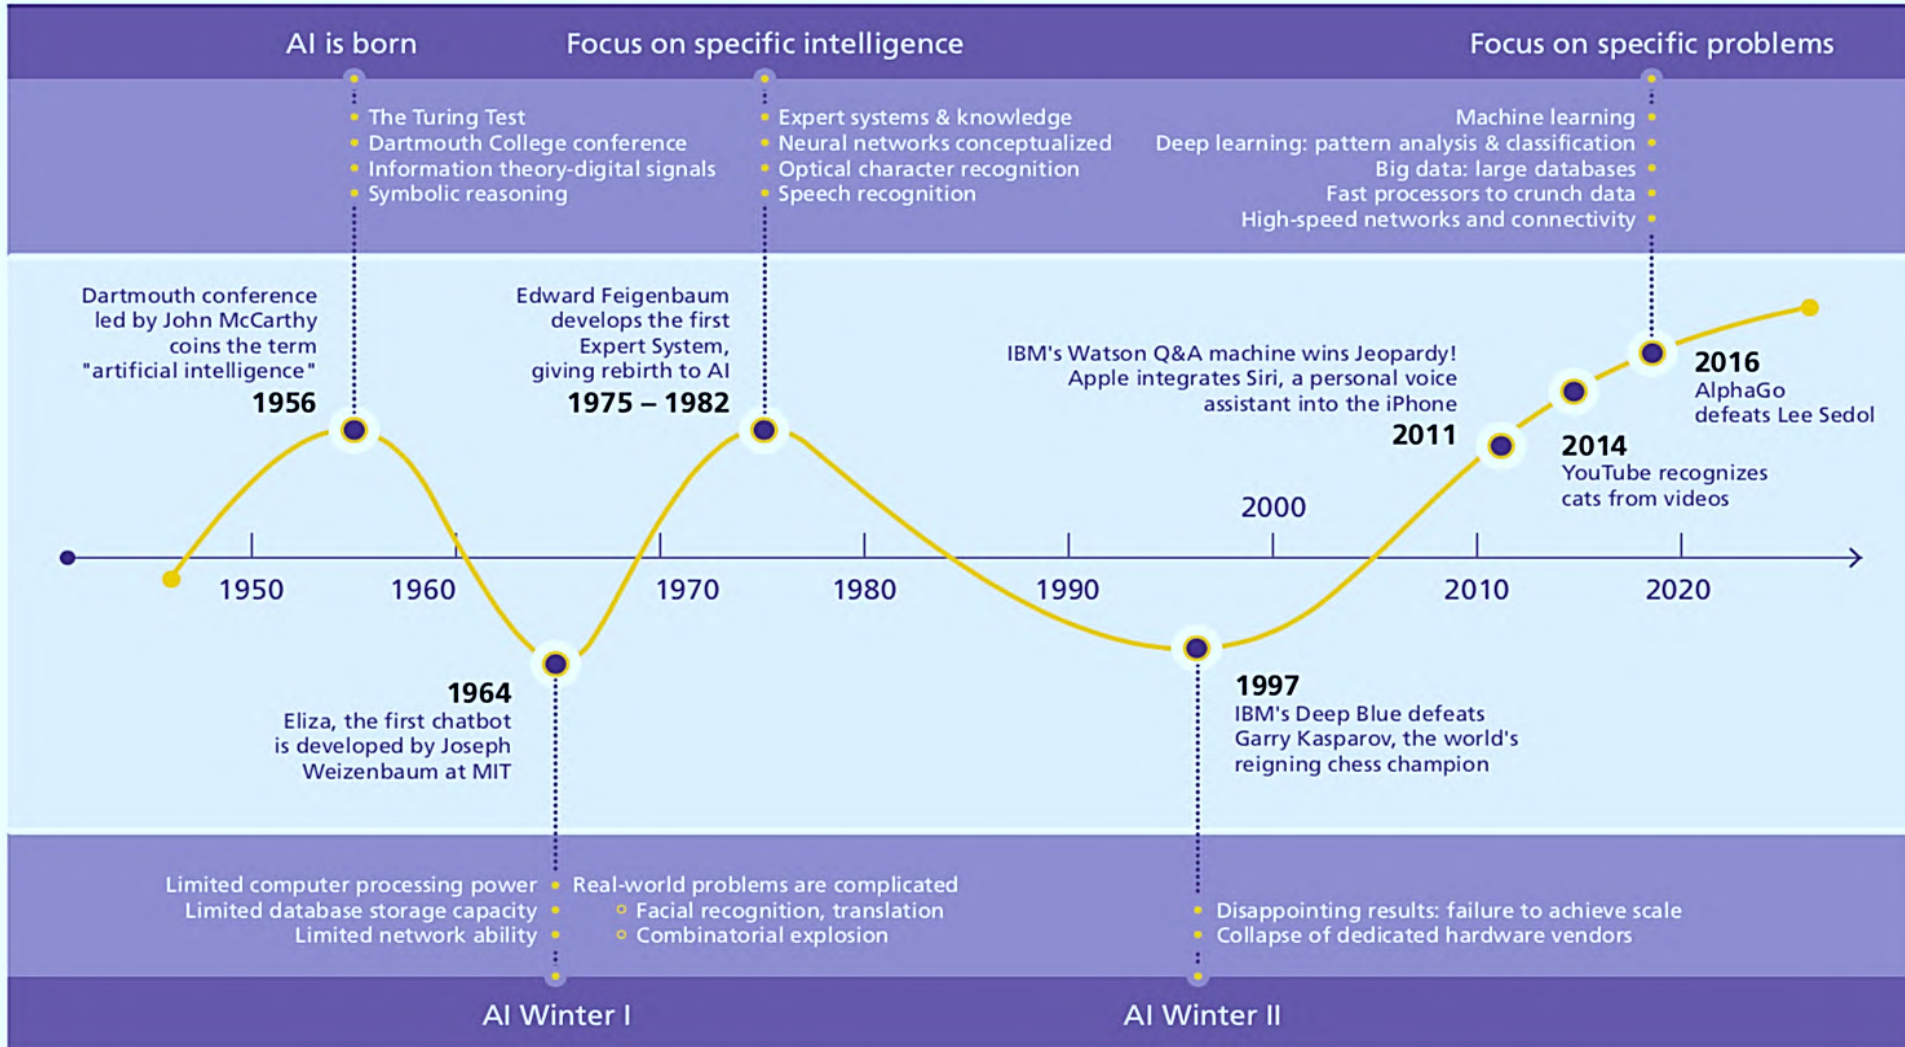 AI is born
Focus on specific intelligence
Focus on specific problems
The Turing Test
Dartmouth College conference
Information theory-digital signals
Symbolic reasoning
Expert systems & knowledge
Neural networks conceptualized
Optical character recognition
Speech recognition
Machine learning
Deep learning: pattern analysis & classification
Big data: large databases
Fast processors to crunch data
High-speed networks and connectivity
Dartmouth conference
led by John McCarthy
coins the term
"artificial intelligence"
1956
Edward Feigenbaum
develops the first
Expert System,
giving rebirth to AI
1975 – 1982
IBM's Watson Q&A machine wins Jeopardy!
Apple integrates Siri, a personal voice
assistant into the iPhone
2011
2016
AlphaGo
defeats Lee Sedol
2014
YouTube recognizes
cats from videos
1950
1960
1970
1980
1990
2000
2010
2020
1964
Eliza, the first chatbot
is developed by Joseph
Weizenbaum at MIT
1997
IBM's Deep Blue defeats
Garry Kasparov, the world's
reigning chess champion
Limited computer processing power
Limited database storage capacity
Limited network ability
Real-world problems are complicated
Facial recognition, translation
Combinatorial explosion
Disappointing results: failure to achieve scale
Collapse of dedicated hardware vendors
AI Winter I
AI Winter II